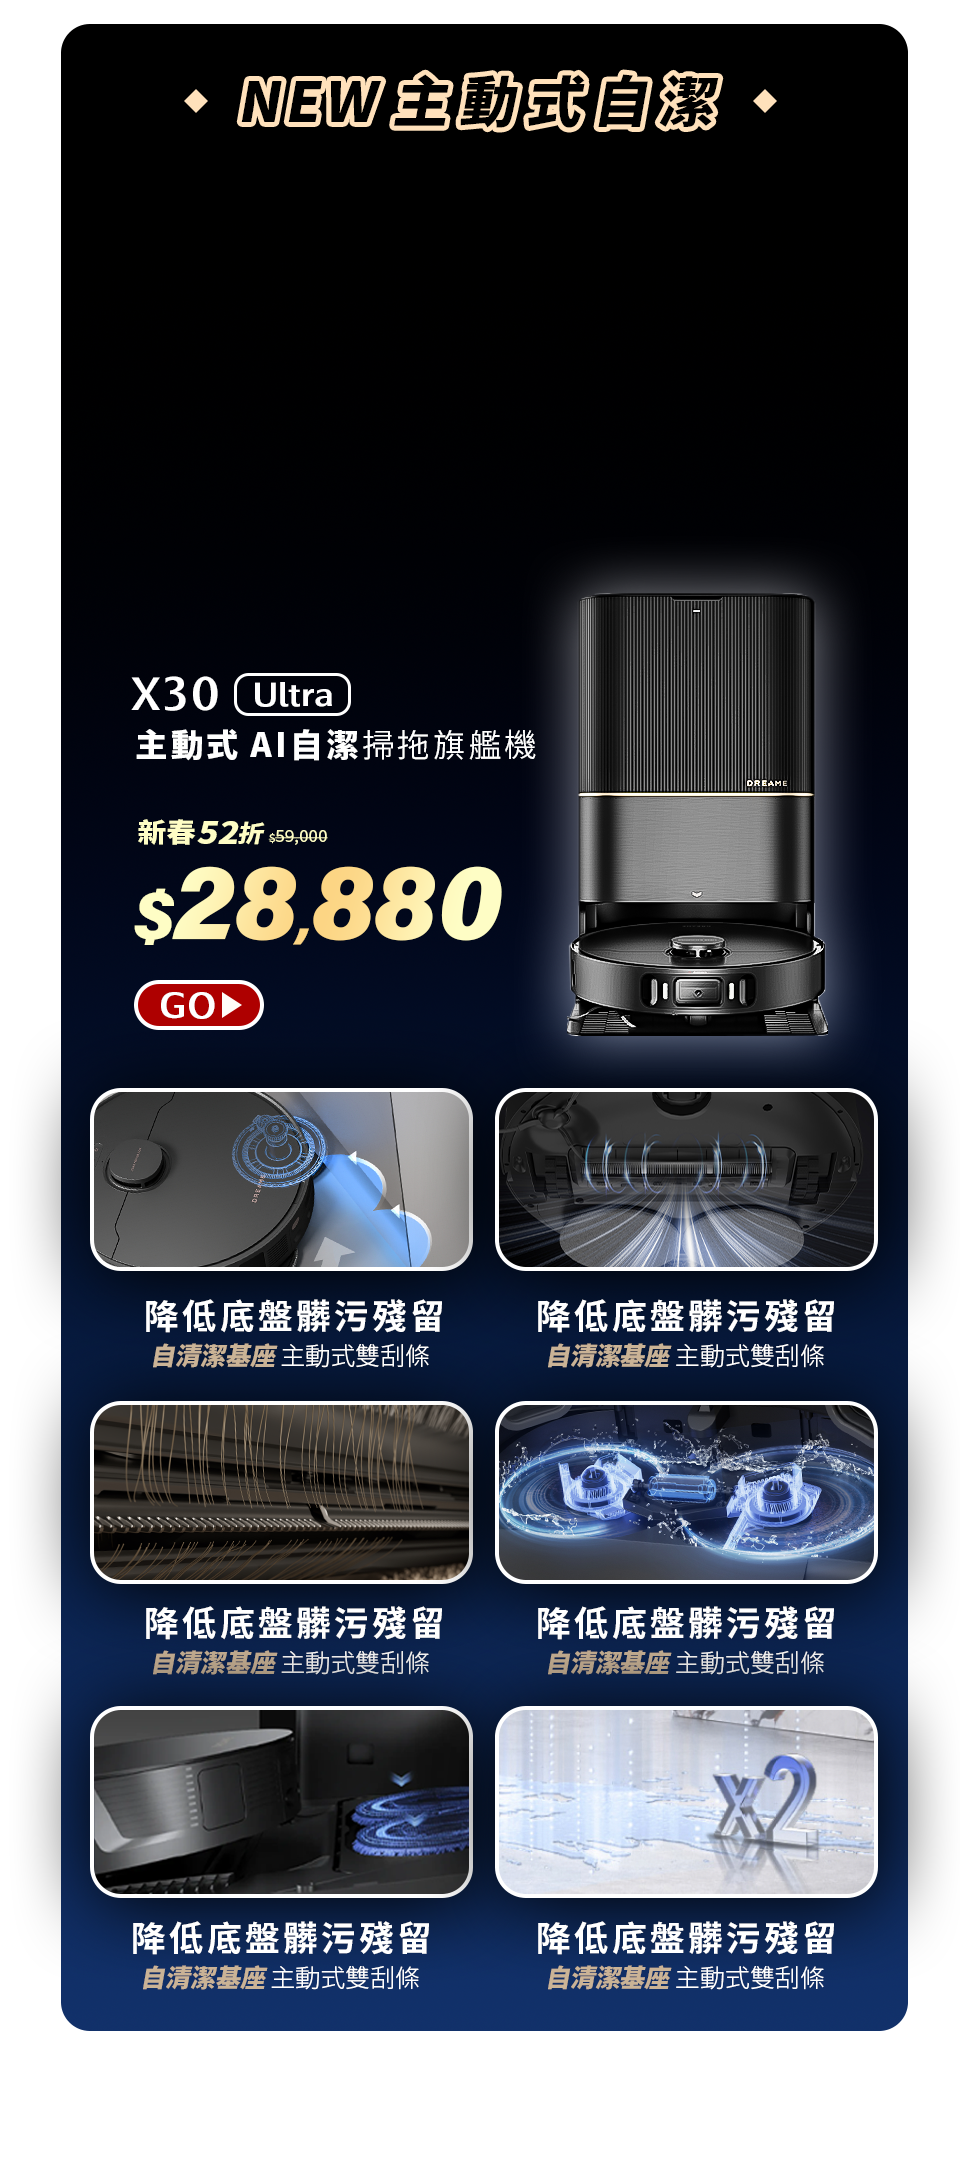 NEW主動式自潔
X30 Ultra
主動式 AI自潔掃拖旗艦機
新春52折 $59,000
$28,880
GO
DREAME
降低底盤髒污殘留
自清潔基座 主動式雙刮條
降低底盤髒污殘留
自清潔基座 主動式雙刮條
降低底盤髒污殘留
自清潔基座 主動式雙刮條
降低底盤髒污殘留
自清潔基座 主動式雙刮條
x2
降低底盤髒污殘留
自清潔基座 主動式雙刮條
降低底盤髒污殘留
自清潔基座 主動式雙刮條